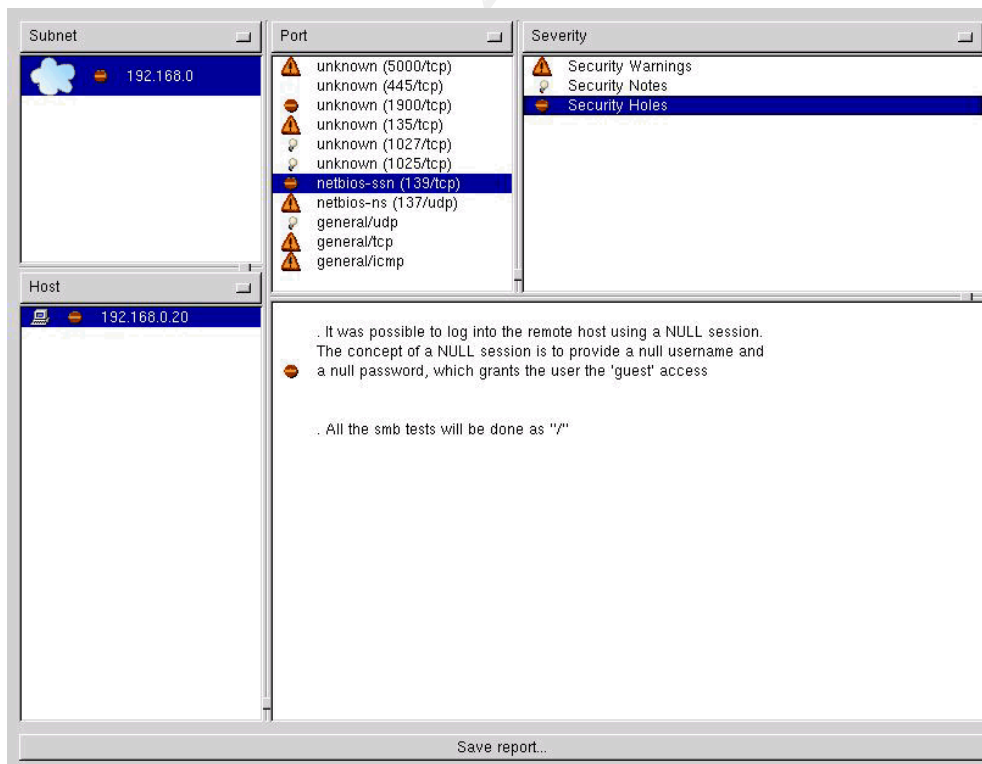 Subnet
192.168.0
Host
192.168.0.20
Port
unknown (5000/tcp)
unknown (445/tcp)
unknown (1900/tcp)
unknown (135/tcp)
unknown (1027/tcp)
unknown (1025/tcp)
netbios-ssn (139/tcp)
netbios-ns (137/udp)
general/udp
general/tcp
general/icmp
Severity
Security Warnings
Security Notes
Security Holes
. It was possible to log into the remote host using a NULL session.
The concept of a NULL session is to provide a null username and
a null password, which grants the user the 'guest' access
. All the smb tests will be done as ''/''
Save report...